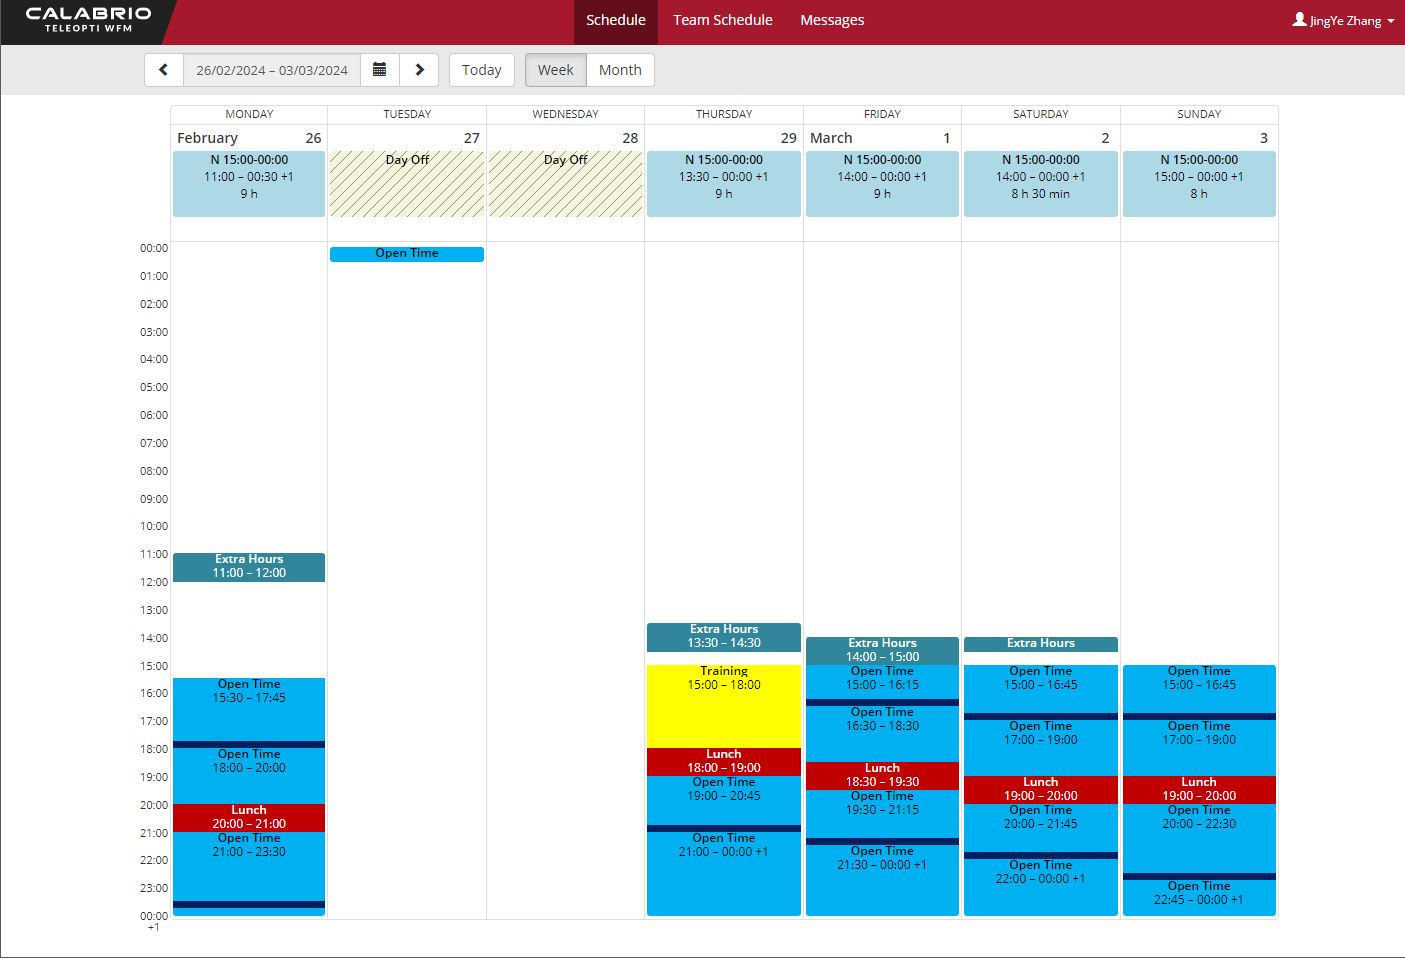 CALABRIO
TELEOPTI WFM
Schedule
Team Schedule
Messages
JingYe Zhang
26/02/2024 – 03/03/2024
Today
Week
Month
MONDAY
TUESDAY
WEDNESDAY
THURSDAY
FRIDAY
SATURDAY
SUNDAY
February 26
27
28
29
March 1
2
3
N 15:00-00:00
11:00 – 00:30 +1
9 h
Day Off
Day Off
N 15:00-00:00
13:30 – 00:00 +1
9 h
N 15:00-00:00
14:00 – 00:00 +1
9 h
N 15:00-00:00
14:00 – 00:00 +1
8 h 30 min
N 15:00-00:00
15:00 – 00:00 +1
8 h
00:00
01:00
02:00
03:00
04:00
05:00
06:00
07:00
08:00
09:00
10:00
11:00
12:00
13:00
14:00
15:00
16:00
17:00
18:00
19:00
20:00
21:00
22:00
23:00
00:00
+1
Extra Hours
11:00 – 12:00
Open Time
15:30 – 17:45
Open Time
18:00 – 20:00
Lunch
20:00 – 21:00
Open Time
21:00 – 23:30
Open Time
Extra Hours
13:30 – 14:30
Training
15:00 – 18:00
Lunch
18:00 – 19:00
Open Time
19:00 – 20:45
Open Time
21:00 – 00:00 +1
Extra Hours
14:00 – 15:00
Open Time
15:00 – 16:15
Open Time
16:30 – 18:30
Lunch
18:30 – 19:30
Open Time
19:30 – 21:15
Open Time
21:30 – 00:00 +1
Extra Hours
Open Time
15:00 – 16:45
Open Time
17:00 – 19:00
Lunch
19:00 – 20:00
Open Time
20:00 – 21:45
Open Time
22:00 – 00:00 +1
Open Time
15:00 – 16:45
Open Time
17:00 – 19:00
Lunch
19:00 – 20:00
Open Time
20:00 – 22:30
Open Time
22:45 – 00:00 +1